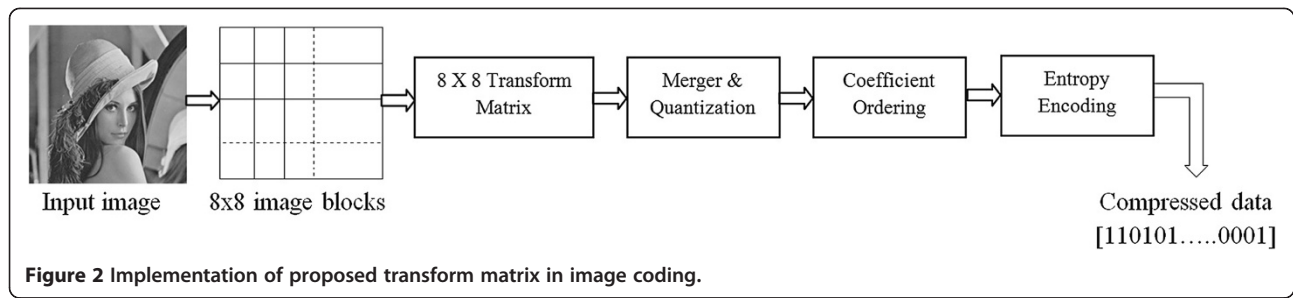 Input image
8x8 image blocks
8 X 8 Transform
Matrix
Merger &
Quantization
Coefficient
Ordering
Entropy
Encoding
Compressed data
[110101.....0001]
Figure 2 Implementation of proposed transform matrix in image coding.